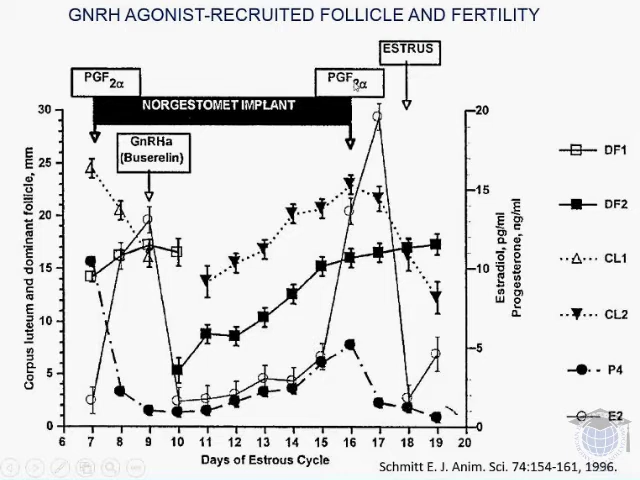 GNRH AGONIST-RECRUITED FOLLICLE AND FERTILITY
ESTRUS
PGF2α
PGF2α
NORGESTOMET IMPLANT
GnRHa
(Buserelin)
Corpus luteum and dominant follicle, mm
30
25
20
15
10
5
0
20
15
10
5
0
Estradiol, pg/ml
Progesterone, ng/ml
6 7 8 9 10 11 12 13 14 15 16 17 18 19 20
Days of Estrous Cycle
DF1
DF2
CL1
CL2
P4
E2
Schmitt E. J. Anim. Sci. 74:154-161, 1996.